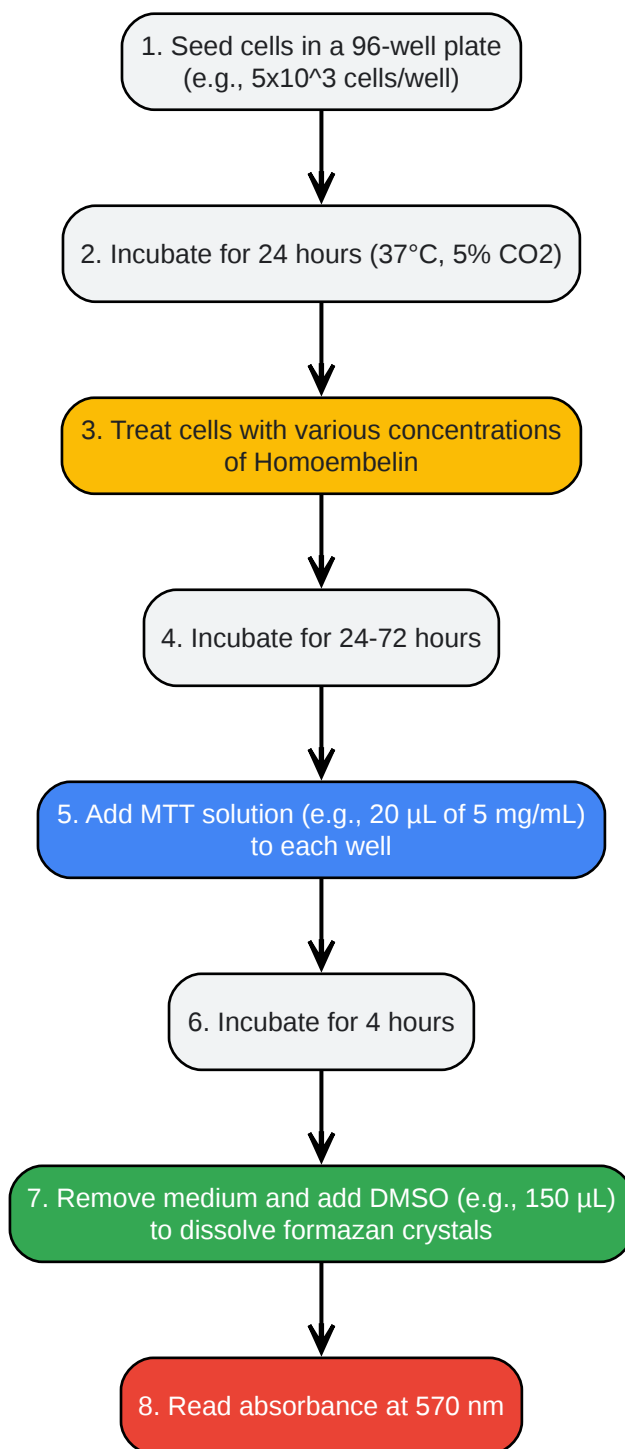 1. Seed cells in a 96-well plate
(e.g., 5x10^3 cells/well)
2. Incubate for 24 hours (37°C, 5% CO2)
3. Treat cells with various concentrations
of Homoembelin
4. Incubate for 24-72 hours
5. Add MTT solution (e.g., 20 µL of 5 mg/mL)
to each well
6. Incubate for 4 hours
7. Remove medium and add DMSO (e.g., 150 µL)
to dissolve formazan crystals
8. Read absorbance at 570 nm